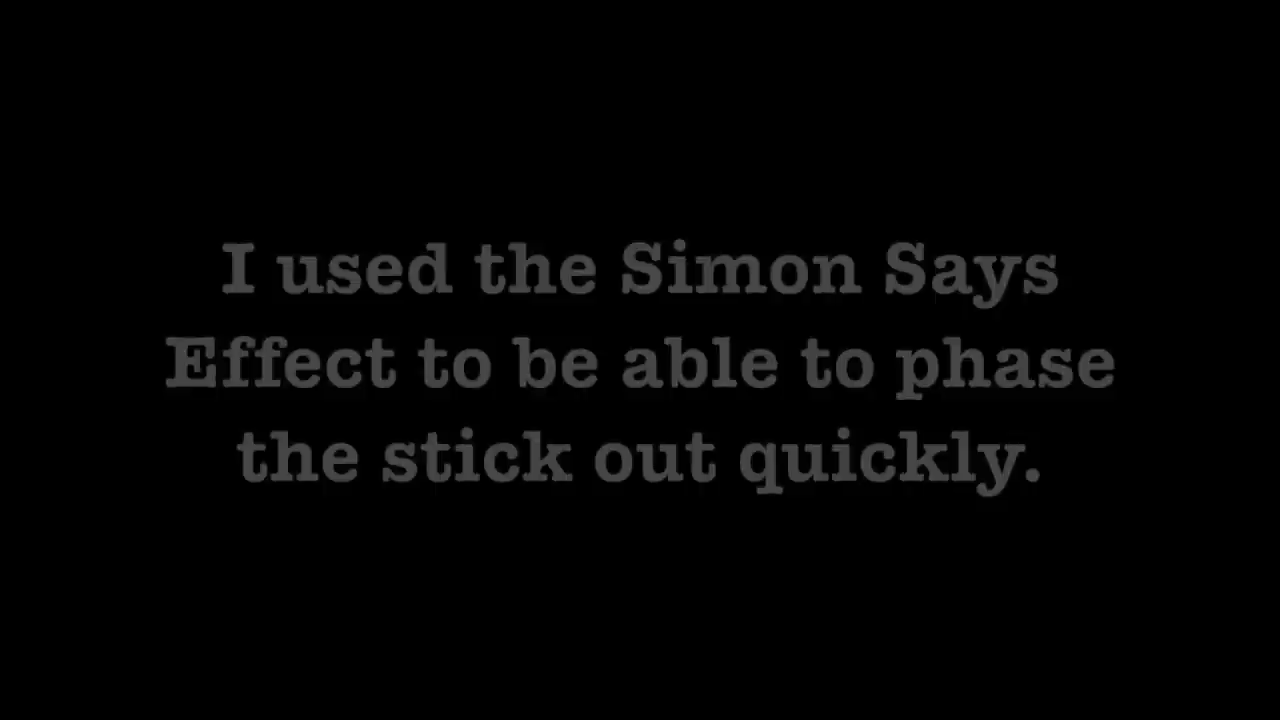 I used the Simon Says
Effect to be able to phase
the stick out quickly.